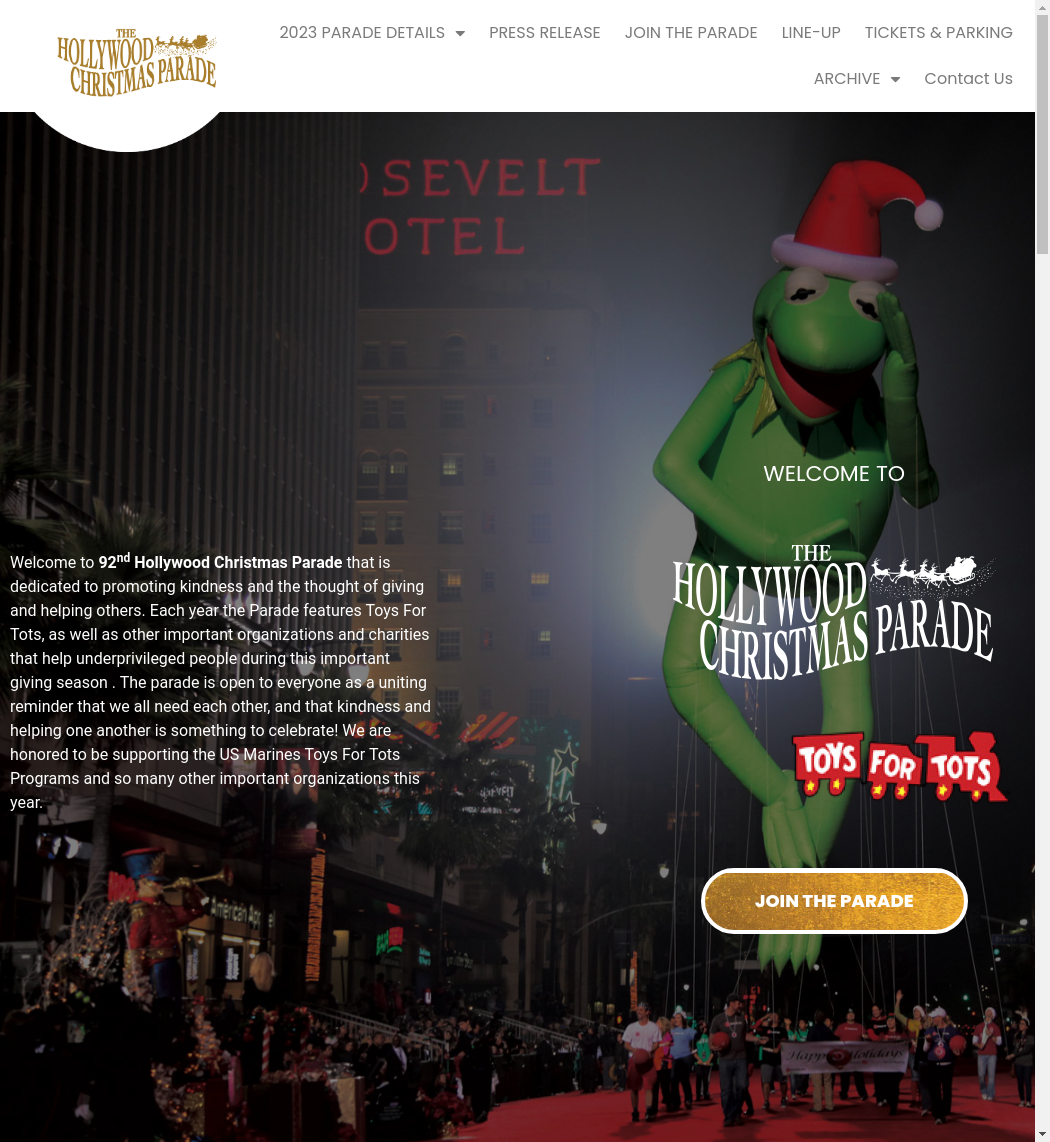 THE
HOLLYWOOD
CHRISTMAS PARADE
2023 PARADE DETAILS
PRESS RELEASE
JOIN THE PARADE
LINE-UP
TICKETS & PARKING
ARCHIVE
Contact Us
OSEVELT
OTEL
WELCOME TO
Welcome to 92nd Hollywood Christmas Parade that is
dedicated to promoting kindness and the thought of giving
and helping others. Each year the Parade features Toys For
Tots, as well as other important organizations and charities
that help underprivileged people during this important
giving season . The parade is open to everyone as a uniting
reminder that we all need each other, and that kindness and
helping one another is something to celebrate! We are
honored to be supporting the US Marines Toys For Tots
Programs and so many other important organizations this
year.
THE
HOLLYWOOD
CHRISTMAS PARADE
TOYS FOR TOTS
JOIN THE PARADE
American Appa
Happy Holidays